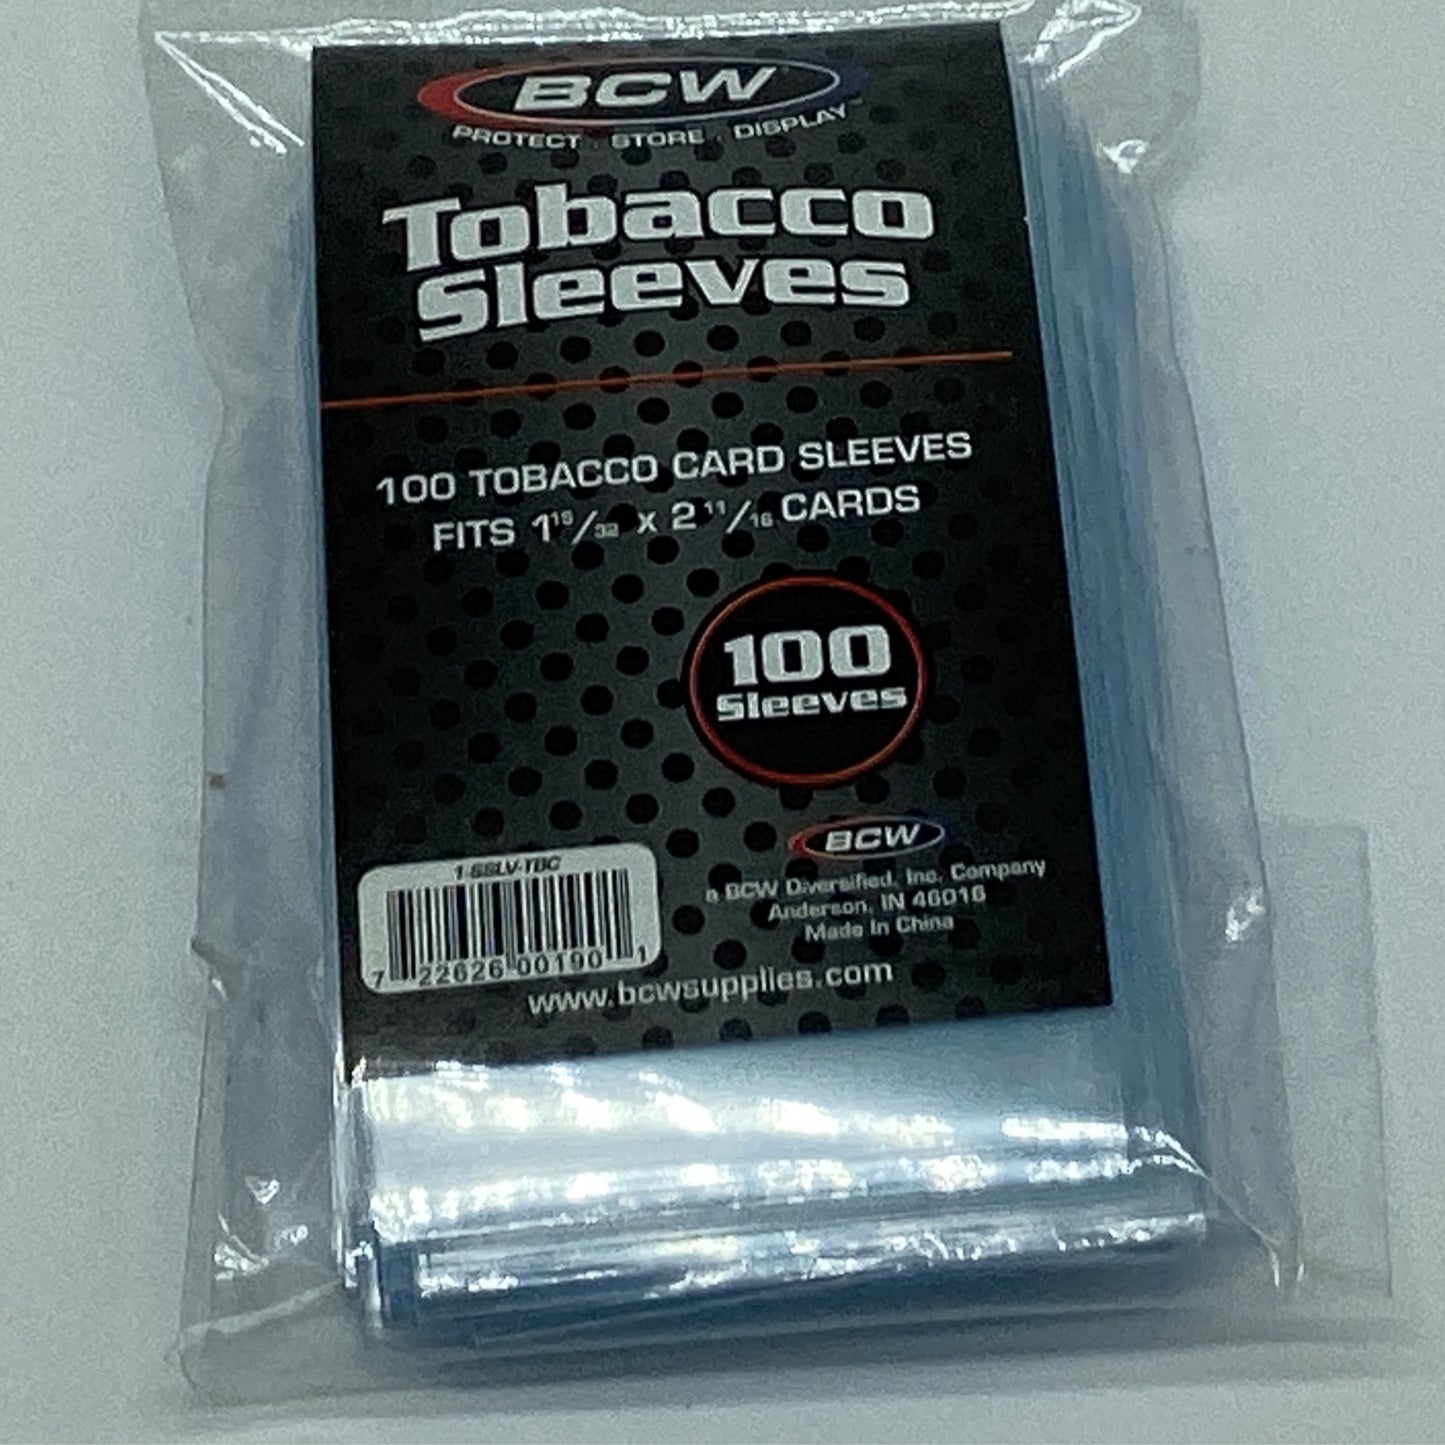 BCW
PROTECT . STORE . DISPLAY™
Tobacco
Sleeves
100 TOBACCO CARD SLEEVES
FITS 1 15/32 x 2 11/16 CARDS
100
Sleeves
BCW
a BCW Diversified, Inc. Company
Anderson, IN 46016
Made In China
1-SSLV-TBC
7 22626 00190 1
www.bcwsupplies.com